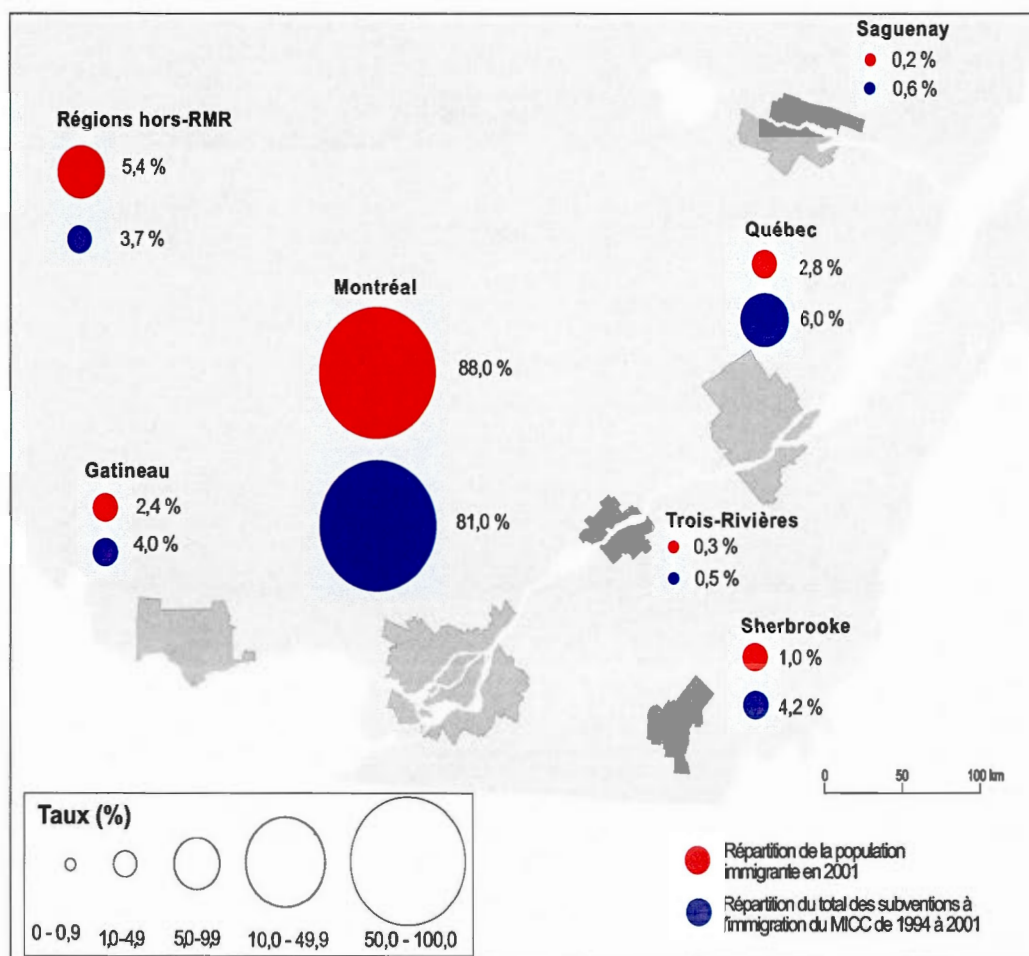 Saguenay
0,2 %
0,6 %
Régions hors-RMR
5,4 %
3,7 %
Québec
2,8 %
6,0 %
Montréal
88,0 %
81,0 %
Gatineau
2,4 %
4,0 %
Trois-Rivières
0,3 %
0,5 %
Sherbrooke
1,0 %
4,2 %
0 50 100 km
Taux (%)
0 - 0,9 1,0-4,9 5,0-9,9 10,0 - 49,9 50,0 - 100,0
Répartition de la population
immigrante en 2001
Répartition du total des subventions à
l'immigration du MICC de 1994 à 2001